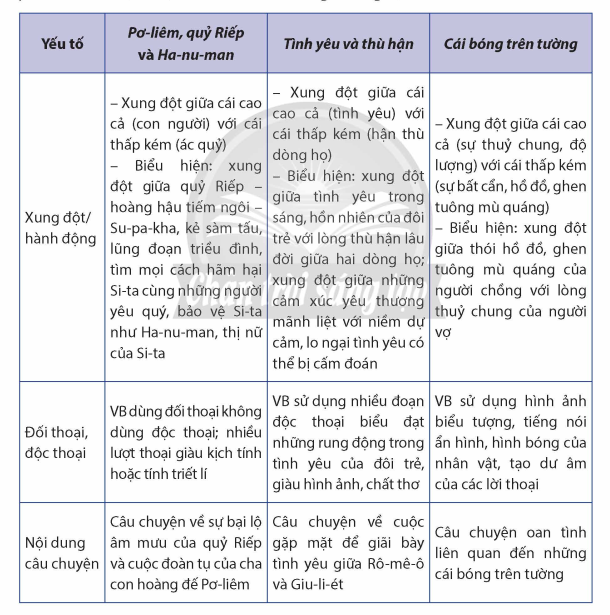 Yếu tố
Pơ-liêm, quỷ Riếp
và Ha-nu-man
Tình yêu và thù hận
Cái bóng trên tường
Xung đột/
hành động
– Xung đột giữa cái cao
cả (con người) với cái
thấp kém (ác quỷ)
– Biểu hiện: xung
đột giữa quỷ Riếp –
hoàng hậu tiếm ngôi –
Su-pa-kha, kẻ sàm tấu,
lũng đoạn triều đình,
tìm mọi cách hãm hại
Si-ta cùng những người
yêu quý, bảo vệ Si-ta
như Ha-nu-man, thị nữ
của Si-ta
– Xung đột giữa cái
cao cả (tình yêu) với
cái thấp kém (hận thù
dòng họ)
– Biểu hiện: xung đột
giữa tình yêu trong
sáng, hồn nhiên của đôi
trẻ với lòng thù hận lâu
đời giữa hai dòng họ;
xung đột giữa những
cảm xúc yêu thương
mãnh liệt với niềm dự
cảm, lo ngại tình yêu có
thể bị cấm đoán
– Xung đột giữa cái cao
cả (sự thuỷ chung, độ
lượng) với cái thấp kém
(sự bất cẩn, hồ đồ, ghen
tuông mù quáng)
– Biểu hiện: xung đột
giữa thói hồ đồ, ghen
tuông mù quáng của
người chồng với lòng
thuỷ chung của người
vợ
Đối thoại,
độc thoại
VB dùng đối thoại không
dùng độc thoại; nhiều
lượt thoại giàu kịch tính
hoặc tính triết lí
VB sử dụng nhiều đoạn
độc thoại biểu đạt
những rung động trong
tình yêu của đôi trẻ,
giàu hình ảnh, chất thơ
VB sử dụng hình ảnh
biểu tượng, tiếng nói
ẩn hình, hình bóng của
nhân vật, tạo dư âm
của các lời thoại
Nội dung
câu chuyện
Câu chuyện về sự bại lộ
âm mưu của quỷ Riếp
và cuộc đoàn tụ của cha
con hoàng đế Pơ-liêm
Câu chuyện về cuộc
gặp mặt để giãi bày
tình yêu giữa Rô-mê-ô
và Giu-li-ét
Câu chuyện oan tình
liên quan đến những
cái bóng trên tường
Chân trời sáng tạo